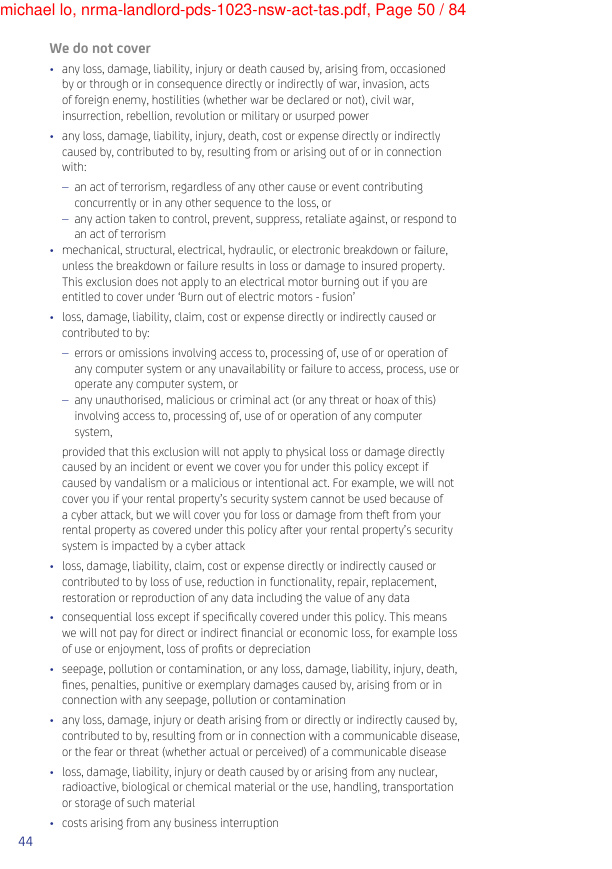 michael lo, nrma-landlord-pds-1023-nsw-act-tas.pdf, Page 50 / 84
We do not cover
• any loss, damage, liability, injury or death caused by, arising from, occasioned
by or through or in consequence directly or indirectly of war, invasion, acts
of foreign enemy, hostilities (whether war be declared or not), civil war,
insurrection, rebellion, revolution or military or usurped power
• any loss, damage, liability, injury, death, cost or expense directly or indirectly
caused by, contributed to by, resulting from or arising out of or in connection
with:
– an act of terrorism, regardless of any other cause or event contributing
concurrently or in any other sequence to the loss, or
– any action taken to control, prevent, suppress, retaliate against, or respond to
an act of terrorism
• mechanical, structural, electrical, hydraulic, or electronic breakdown or failure,
unless the breakdown or failure results in loss or damage to insured property.
This exclusion does not apply to an electrical motor burning out if you are
entitled to cover under ‘Burn out of electric motors - fusion’
• loss, damage, liability, claim, cost or expense directly or indirectly caused or
contributed to by:
– errors or omissions involving access to, processing of, use of or operation of
any computer system or any unavailability or failure to access, process, use or
operate any computer system, or
– any unauthorised, malicious or criminal act (or any threat or hoax of this)
involving access to, processing of, use of or operation of any computer
system,
provided that this exclusion will not apply to physical loss or damage directly
caused by an incident or event we cover you for under this policy except if
caused by vandalism or a malicious or intentional act. For example, we will not
cover you if your rental property’s security system cannot be used because of
a cyber attack, but we will cover you for loss or damage from theft from your
rental property as covered under this policy after your rental property’s security
system is impacted by a cyber attack
• loss, damage, liability, claim, cost or expense directly or indirectly caused or
contributed to by loss of use, reduction in functionality, repair, replacement,
restoration or reproduction of any data including the value of any data
• consequential loss except if specifically covered under this policy. This means
we will not pay for direct or indirect financial or economic loss, for example loss
of use or enjoyment, loss of profits or depreciation
• seepage, pollution or contamination, or any loss, damage, liability, injury, death,
fines, penalties, punitive or exemplary damages caused by, arising from or in
connection with any seepage, pollution or contamination
• any loss, damage, injury or death arising from or directly or indirectly caused by,
contributed to by, resulting from or in connection with a communicable disease,
or the fear or threat (whether actual or perceived) of a communicable disease
• loss, damage, liability, injury or death caused by or arising from any nuclear,
radioactive, biological or chemical material or the use, handling, transportation
or storage of such material
• costs arising from any business interruption
44